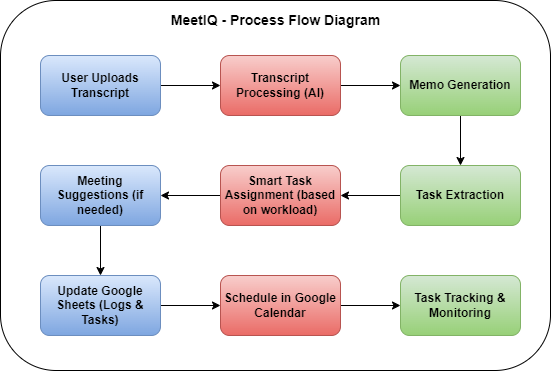 MeetIQ - Process Flow Diagram
User Uploads
Transcript
Transcript
Processing (AI)
Memo Generation
Meeting
Suggestions (if
needed)
Smart Task
Assignment (based
on workload)
Task Extraction
Update Google
Sheets (Logs &
Tasks)
Schedule in Google
Calendar
Task Tracking &
Monitoring